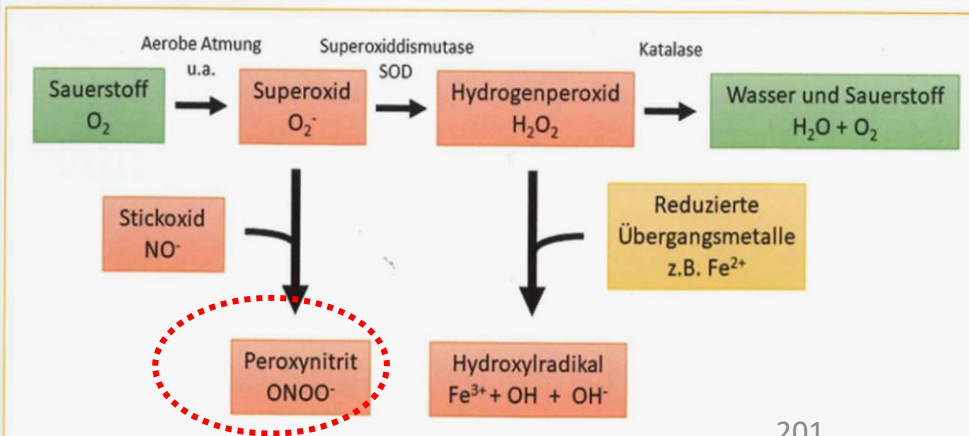 Aerobe Atmung
u.a.
Superoxiddismutase
SOD
Katalase
Sauerstoff
O₂
Superoxid
O₂⁻
Hydrogenperoxid
H₂O₂
Wasser und Sauerstoff
H₂O + O₂
Stickoxid
NO⁻
Reduzierte
Übergangsmetalle
z.B. Fe²⁺
Peroxynitrit
ONOO⁻
Hydroxylradikal
Fe³⁺ + OH + OH⁻
201